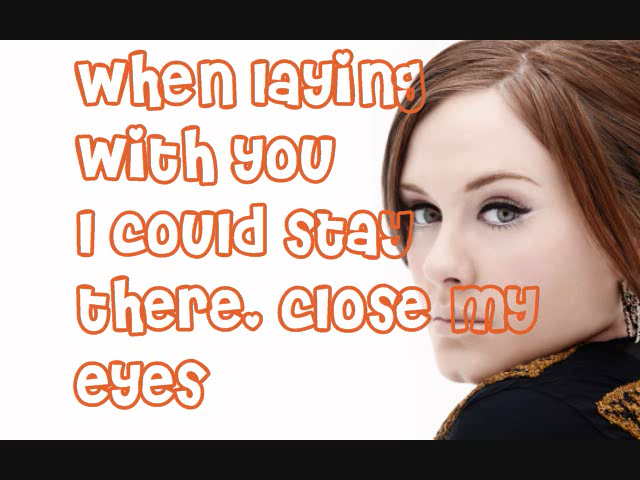 when laying
with you
I could stay
there. close my
eyes